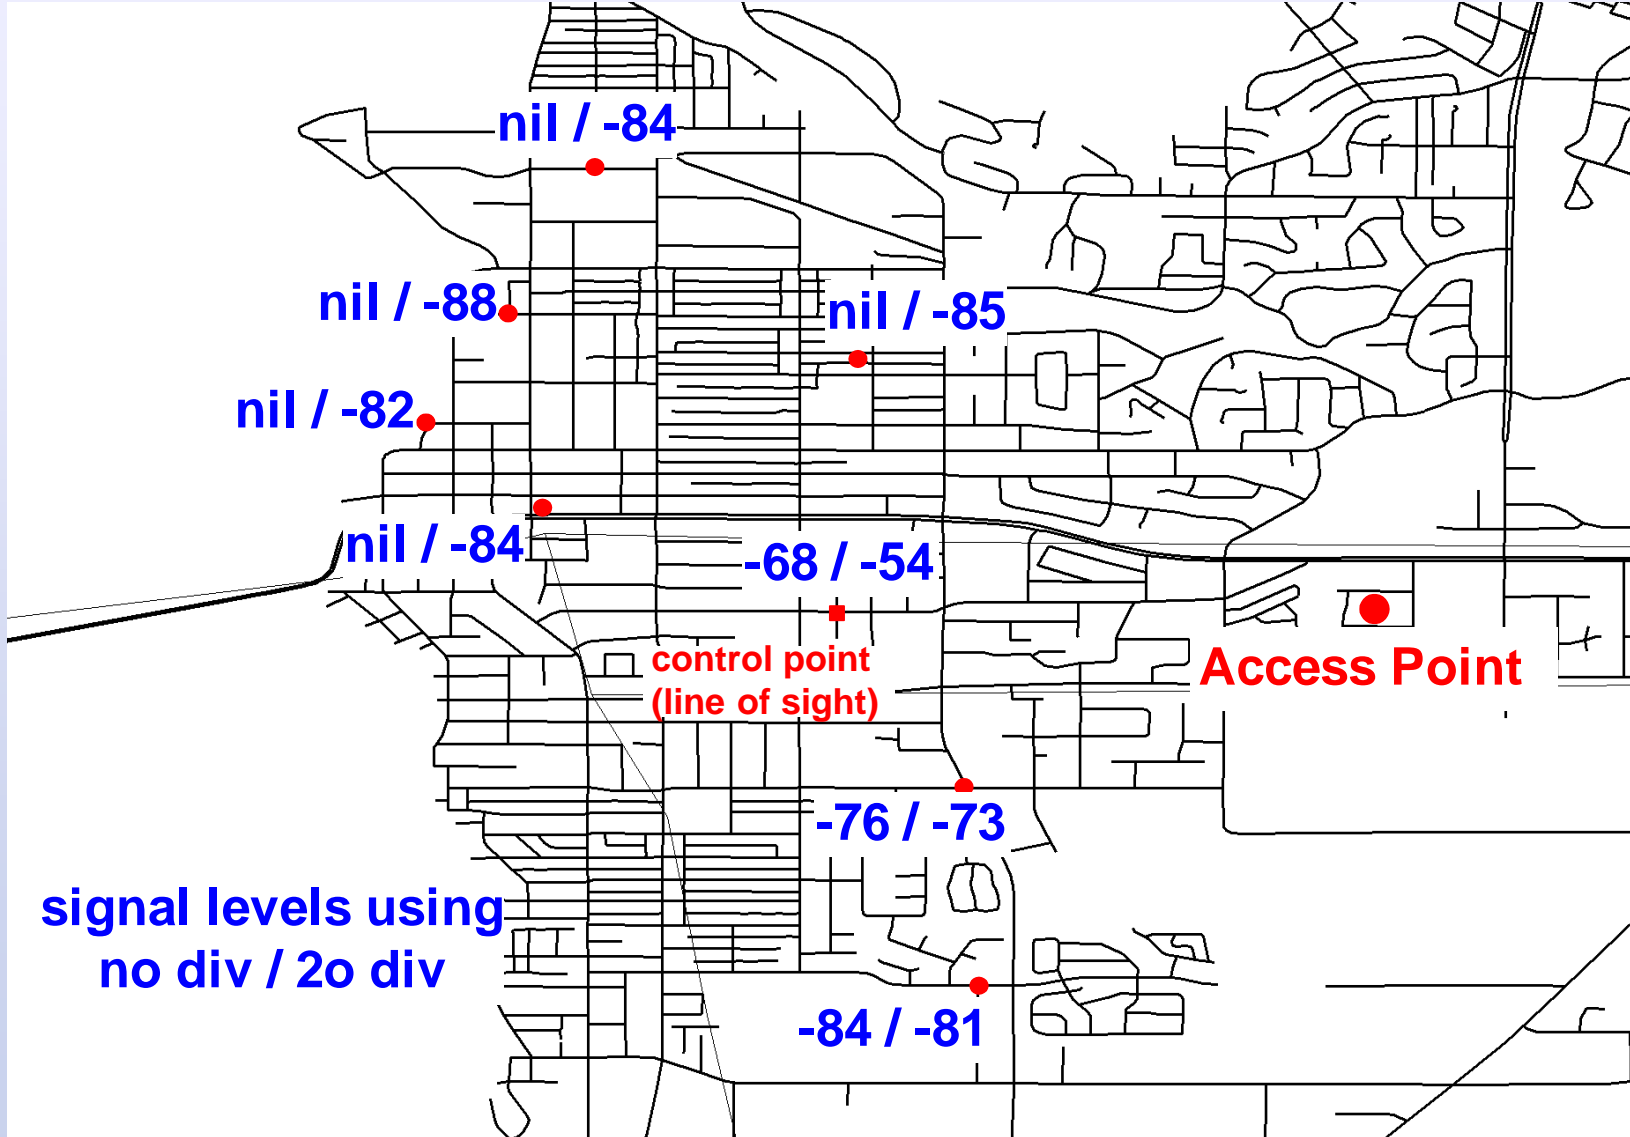 nil / -84
nil / -88
nil / -85
nil / -82
nil / -84
-68 / -54
control point
(line of sight)
Access Point
-76 / -73
signal levels using
no div / 2o div
-84 / -81